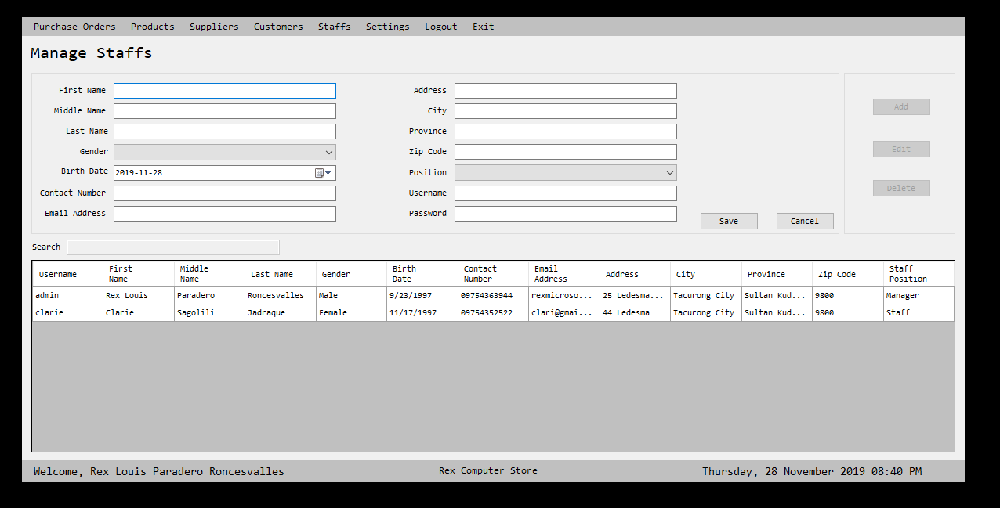 Purchase Orders Products Suppliers Customers Staffs Settings Logout Exit
Manage Staffs
First Name
Middle Name
Last Name
Gender
Birth Date 2019-11-28
Contact Number
Email Address
Address
City
Province
Zip Code
Position
Username
Password
Save Cancel
Add
Edit
Delete
Search
Username First Name Middle Name Last Name Gender Birth Date Contact Number Email Address Address City Province Zip Code Staff Position
admin Rex Louis Paradero Roncesvalles Male 9/23/1997 09754363944 rexmicroso... 25 Ledesma... Tacurong City Sultan Kud... 9800 Manager
clarie Clarie Sagolili Jadraque Female 11/17/1997 09754352522 clari@gmai... 44 Ledesma Tacurong City Sultan Kud... 9800 Staff
Welcome, Rex Louis Paradero Roncesvalles Rex Computer Store Thursday, 28 November 2019 08:40 PM